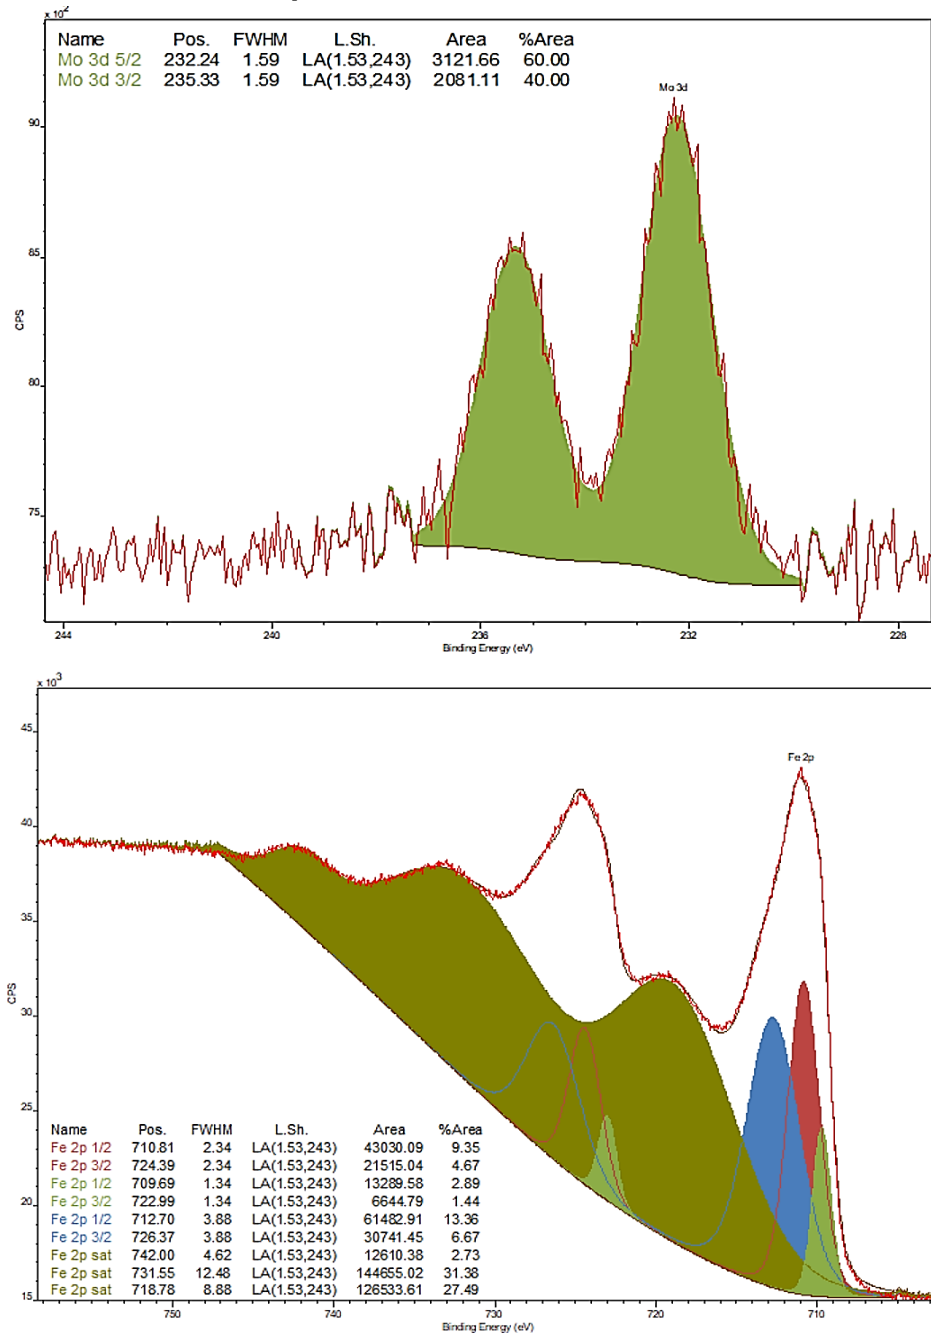 x 10²
Name Pos. FWHM L.Sh. Area %Area
Mo 3d 5/2 232.24 1.59 LA(1.53,243) 3121.66 60.00
Mo 3d 3/2 235.33 1.59 LA(1.53,243) 2081.11 40.00
Mo 3d
90
85
CPS
80
75
244 240 236 232 228
Binding Energy (eV)
x 10³
45
Fe 2p
40
35
CPS
30
25
Name Pos. FWHM L.Sh. Area %Area
Fe 2p 1/2 710.81 2.34 LA(1.53,243) 43030.09 9.35
Fe 2p 3/2 724.39 2.34 LA(1.53,243) 21515.04 4.67
Fe 2p 1/2 709.69 1.34 LA(1.53,243) 13289.58 2.89
Fe 2p 3/2 722.99 1.34 LA(1.53,243) 6644.79 1.44
20
Fe 2p 1/2 712.70 3.88 LA(1.53,243) 61482.91 13.36
Fe 2p 3/2 726.37 3.88 LA(1.53,243) 30741.45 6.67
Fe 2p sat 742.00 4.62 LA(1.53,243) 12610.38 2.73
Fe 2p sat 731.55 12.48 LA(1.53,243) 144655.02 31.38
Fe 2p sat 718.78 8.88 LA(1.53,243) 126533.61 27.49
15
750 740 730 720 710
Binding Energy (eV)